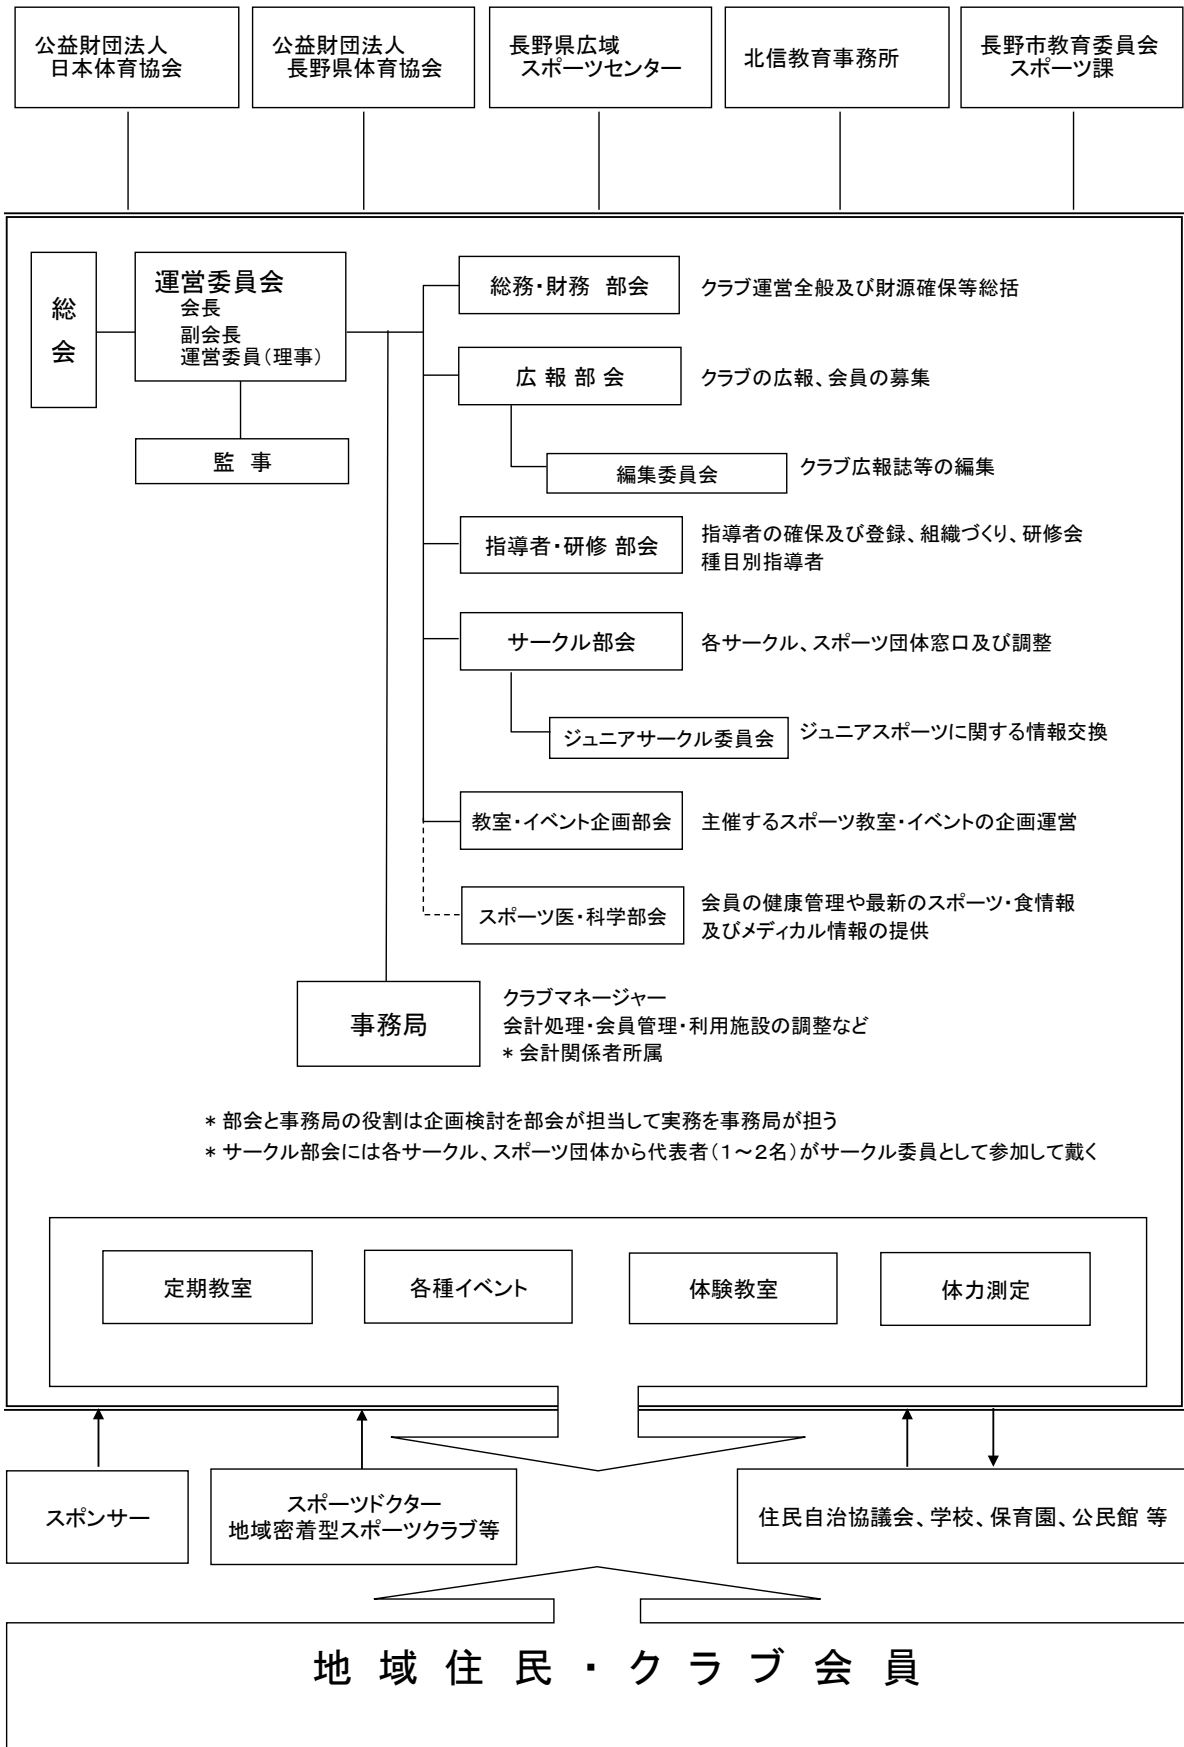 公益財団法人
日本体育協会
公益財団法人
長野県体育協会
長野県広域
スポーツセンター
北信教育事務所
長野市教育委員会
スポーツ課
総
会
運営委員会
会長
副会長
運営委員(理事)
監 事
総務・財務 部会
クラブ運営全般及び財源確保等総括
広 報 部 会
クラブの広報、会員の募集
編集委員会
クラブ広報誌等の編集
指導者・研修 部会
指導者の確保及び登録、組織づくり、研修会
種目別指導者
サークル部会
各サークル、スポーツ団体窓口及び調整
ジュニアサークル委員会
ジュニアスポーツに関する情報交換
教室・イベント企画部会
主催するスポーツ教室・イベントの企画運営
スポーツ医・科学部会
会員の健康管理や最新のスポーツ・食情報
及びメディカル情報の提供
事務局
クラブマネージャー
会計処理・会員管理・利用施設の調整など
* 会計関係者所属
* 部会と事務局の役割は企画検討を部会が担当して実務を事務局が担う
* サークル部会には各サークル、スポーツ団体から代表者(1~2名)がサークル委員として参加して戴く
定期教室
各種イベント
体験教室
体力測定
スポンサー
スポーツドクター
地域密着型スポーツクラブ等
住民自治協議会、学校、保育園、公民館 等
地 域 住 民 ・ ク ラ ブ 会 員